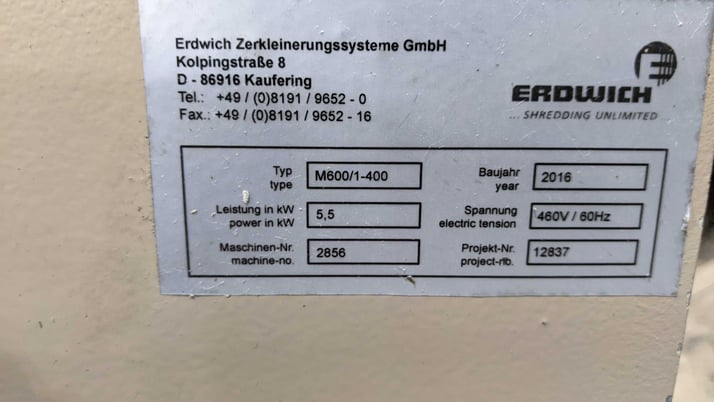 Erdwich Zerkleinerungssysteme GmbH
Kolpingstraße 8
D - 86916 Kaufering
Tel.: +49 / (0)8191 / 9652 - 0
Fax.: +49 / (0)8191 / 9652 - 16
ERDWICH
... SHREDDING UNLIMITED
Typ
type
M600/1-400
Baujahr
year
2016
Leistung in kW
power in kW
5,5
Spannung
electric tension
460V / 60Hz
Maschinen-Nr.
machine-no.
2856
Projekt-Nr.
project-nb.
12837